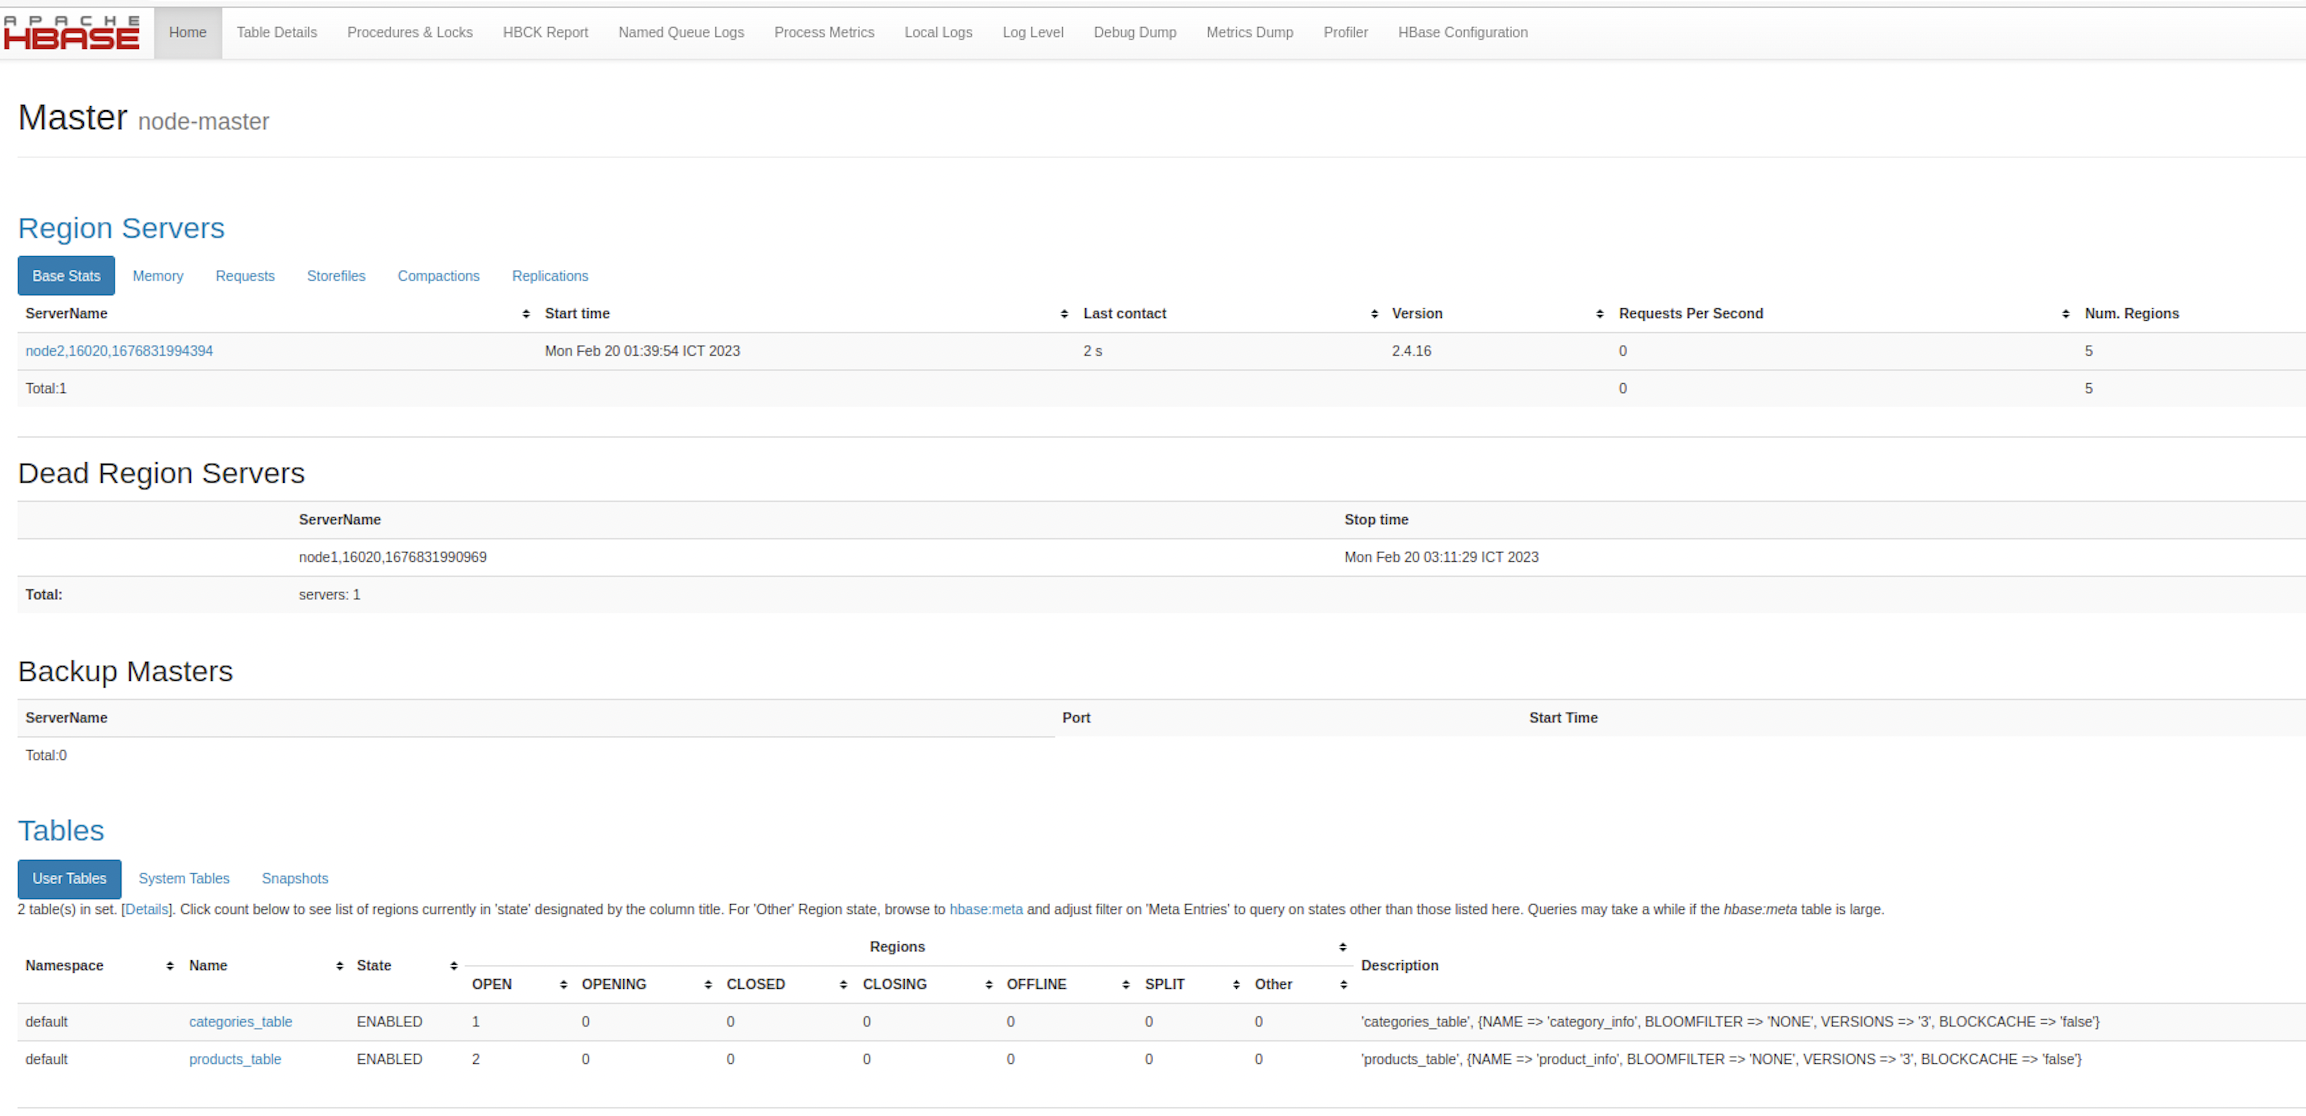 APACHE
HBASE
Home Table Details Procedures & Locks HBCK Report Named Queue Logs Process Metrics Local Logs Log Level Debug Dump Metrics Dump Profiler HBase Configuration
Master node-master
Region Servers
Base Stats Memory Requests Storefiles Compactions Replications
ServerName Start time Last contact Version Requests Per Second Num. Regions
node2,16020,1676831994394 Mon Feb 20 01:39:54 ICT 2023 2 s 2.4.16 0 5
Total:1 0 5
Dead Region Servers
ServerName Stop time
node1,16020,1676831990969 Mon Feb 20 03:11:29 ICT 2023
Total: servers: 1
Backup Masters
ServerName Port Start Time
Total:0
Tables
User Tables System Tables Snapshots
2 table(s) in set. [Details]. Click count below to see list of regions currently in 'state' designated by the column title. For 'Other' Region state, browse to hbase:meta and adjust filter on 'Meta Entries' to query on states other than those listed here. Queries may take a while if the hbase:meta table is large.
Regions
Namespace Name State Description
OPEN OPENING CLOSED CLOSING OFFLINE SPLIT Other
default categories_table ENABLED 1 0 0 0 0 0 0 'categories_table', {NAME => 'category_info', BLOOMFILTER => 'NONE', VERSIONS => '3', BLOCKCACHE => 'false'}
default products_table ENABLED 2 0 0 0 0 0 0 'products_table', {NAME => 'product_info', BLOOMFILTER => 'NONE', VERSIONS => '3', BLOCKCACHE => 'false'}